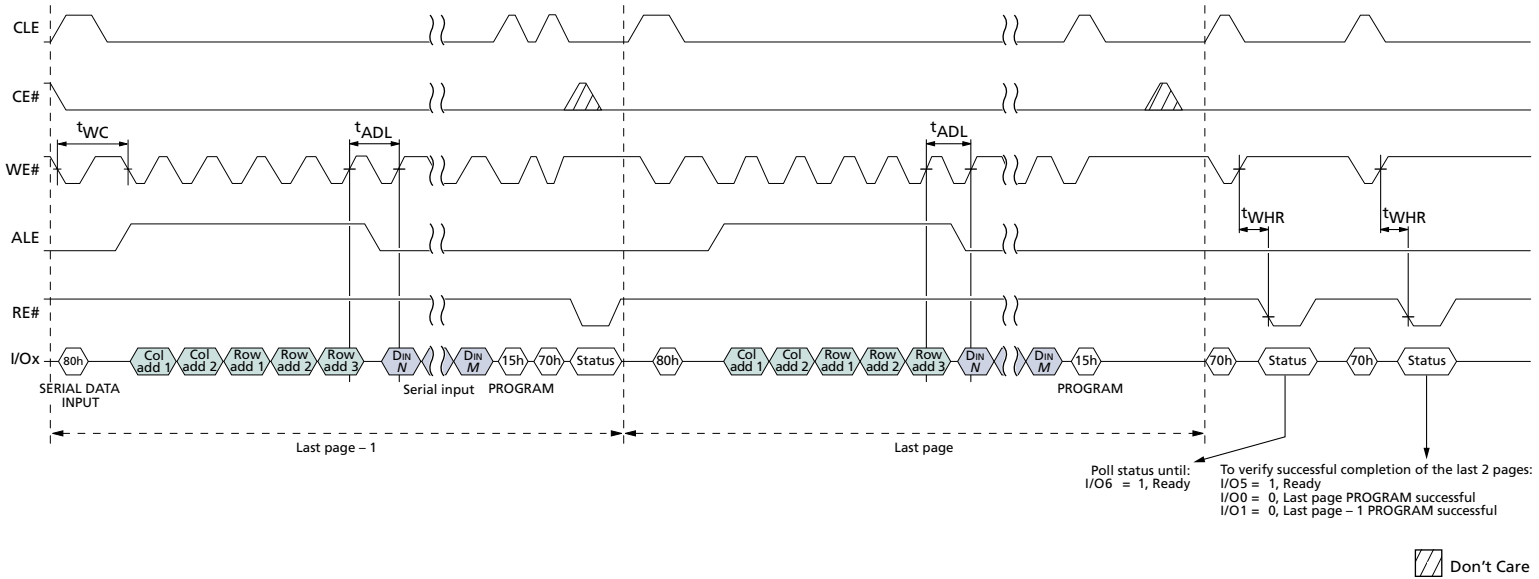 CLE
CE#
tWC
tADL
tADL
WE#
tWHR
tWHR
ALE
RE#
I/Ox
80h
Col add 1
Col add 2
Row add 1
Row add 2
Row add 3
DIN N
DIN M
15h
70h
Status
80h
Col add 1
Col add 2
Row add 1
Row add 2
Row add 3
DIN N
DIN M
15h
70h
Status
70h
Status
SERIAL DATA
INPUT
Serial input
PROGRAM
PROGRAM
Last page – 1
Last page
Poll status until:
I/O6 = 1, Ready
To verify successful completion of the last 2 pages:
I/O5 = 1, Ready
I/O0 = 0, Last page PROGRAM successful
I/O1 = 0, Last page – 1 PROGRAM successful
Don't Care